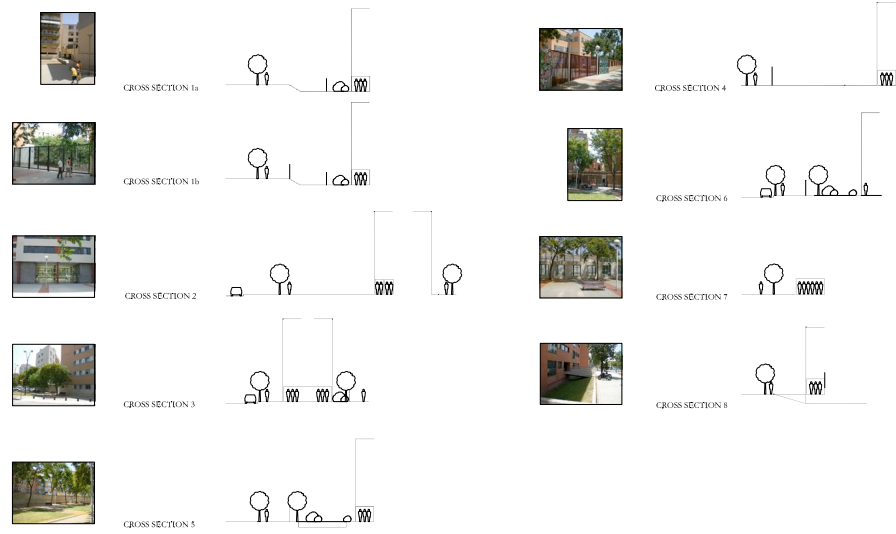 CROSS SECTION 1a
CROSS SECTION 1b
CROSS SECTION 2
CROSS SECTION 3
CROSS SECTION 5
CROSS SECTION 4
CROSS SECTION 6
CROSS SECTION 7
CROSS SECTION 8